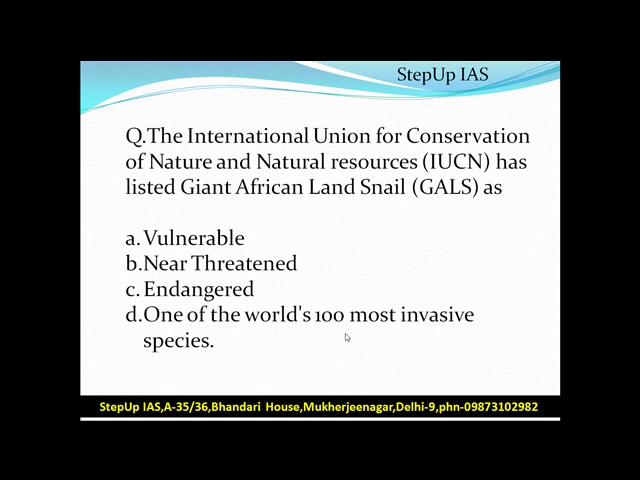 StepUp IAS
Q.The International Union for Conservation
of Nature and Natural resources (IUCN) has
listed Giant African Land Snail (GALS) as
a. Vulnerable
b.Near Threatened
c. Endangered
d.One of the world's 100 most invasive
species.
StepUp IAS,A-35/36,Bhandari House,Mukherjeenagar,Delhi-9,phn-09873102982